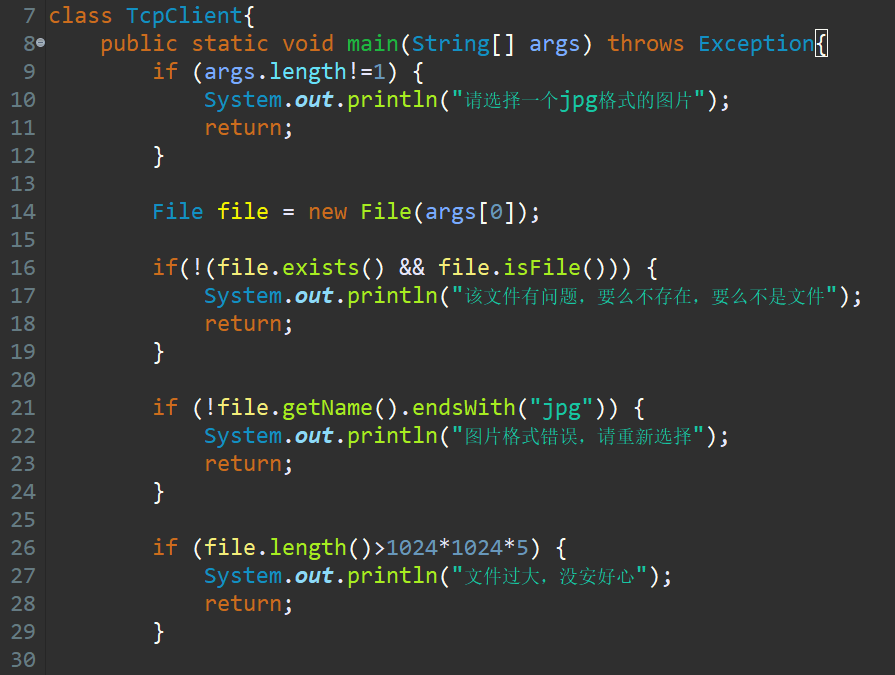 7 class TcpClient{
8 public static void main(String[] args) throws Exception{
9 if (args.length!=1) {
10 System.out.println("请选择一个jpg格式的图片");
11 return;
12 }
13
14 File file = new File(args[0]);
15
16 if(!(file.exists() && file.isFile())) {
17 System.out.println("该文件有问题，要么不存在，要么不是文件");
18 return;
19 }
20
21 if (!file.getName().endsWith("jpg")) {
22 System.out.println("图片格式错误，请重新选择");
23 return;
24 }
25
26 if (file.length()>1024*1024*5) {
27 System.out.println("文件过大，没安好心");
28 return;
29 }
30